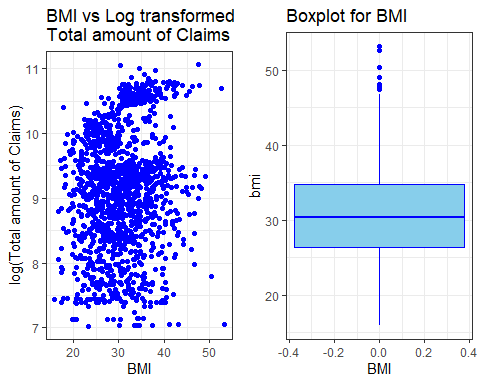 BMI vs Log transformed
Total amount of Claims
log(Total amount of Claims)
11
10
9
8
7
20 30 40 50
BMI
Boxplot for BMI
bmi
50
40
30
20
-0.4 -0.2 0.0 0.2 0.4
BMI